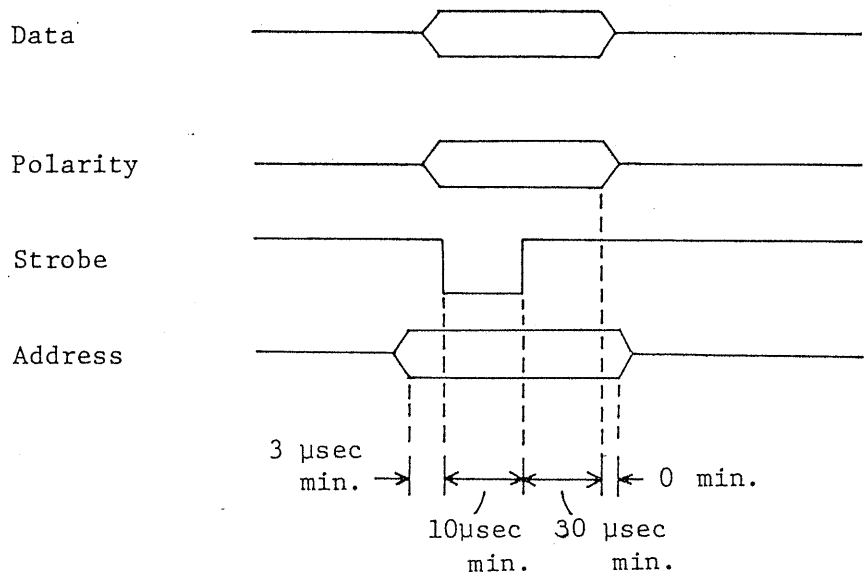 Data
Polarity
Strobe
Address
3 µsec
min.
0 min.
10µsec
min.
30 µsec
min.